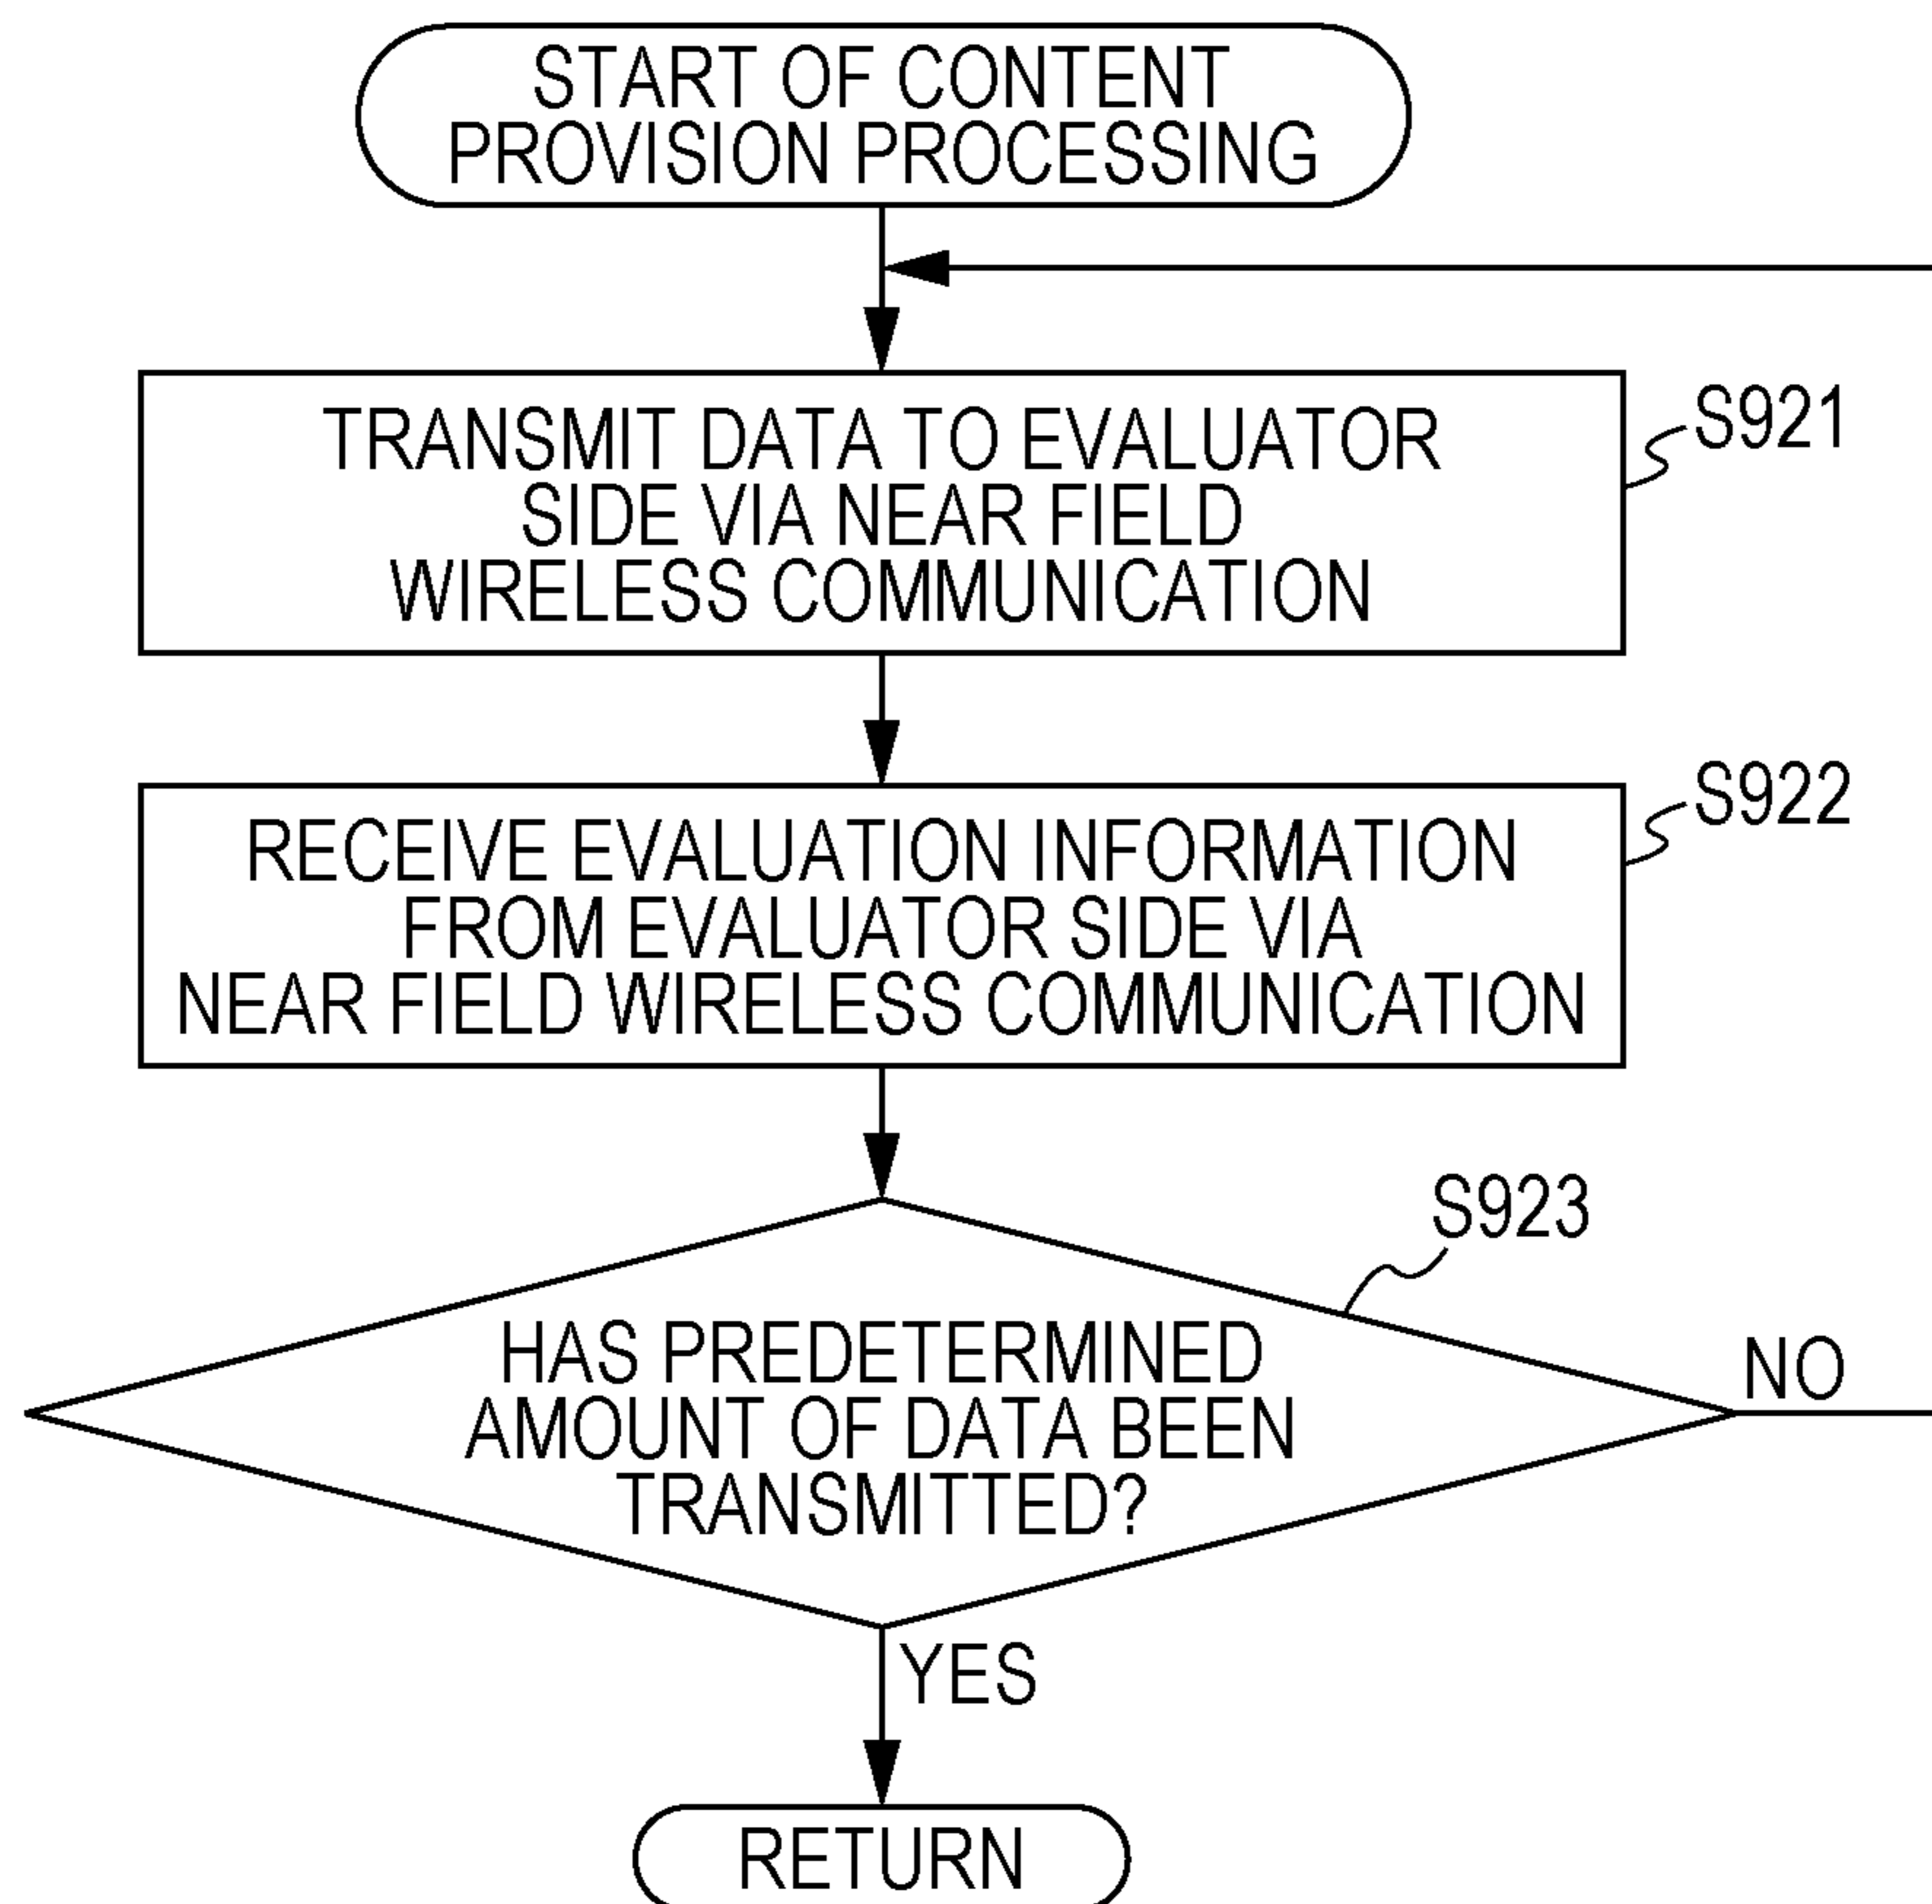 START OF CONTENT
PROVISION PROCESSING
TRANSMIT DATA TO EVALUATOR
SIDE VIA NEAR FIELD
WIRELESS COMMUNICATION
S921
RECEIVE EVALUATION INFORMATION
FROM EVALUATOR SIDE VIA
NEAR FIELD WIRELESS COMMUNICATION
S922
S923
HAS PREDETERMINED
AMOUNT OF DATA BEEN
TRANSMITTED?
NO
YES
RETURN